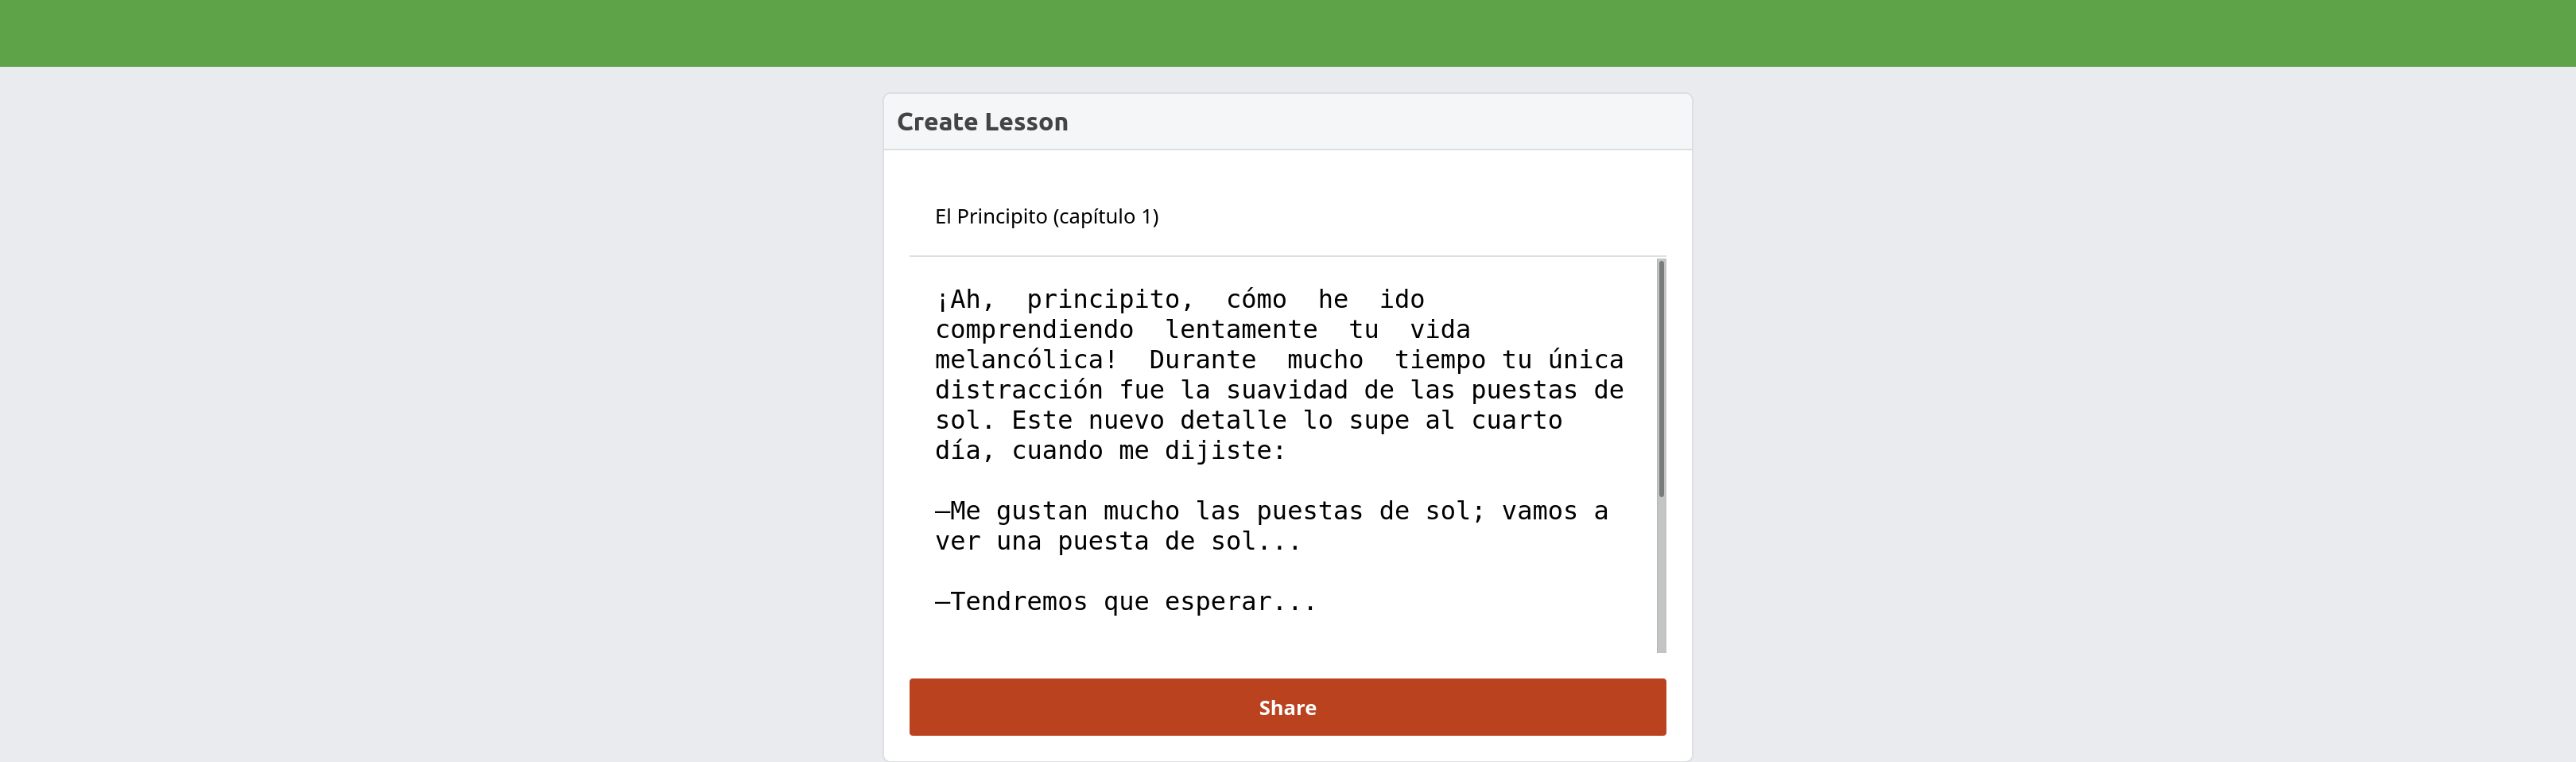 Create Lesson
El Principito (capítulo 1)
¡Ah,  principito,  cómo  he  ido
comprendiendo  lentamente  tu  vida
melancólica!  Durante  mucho  tiempo tu única
distracción fue la suavidad de las puestas de
sol. Este nuevo detalle lo supe al cuarto
día, cuando me dijiste:
—Me gustan mucho las puestas de sol; vamos a
ver una puesta de sol...
—Tendremos que esperar...
Share